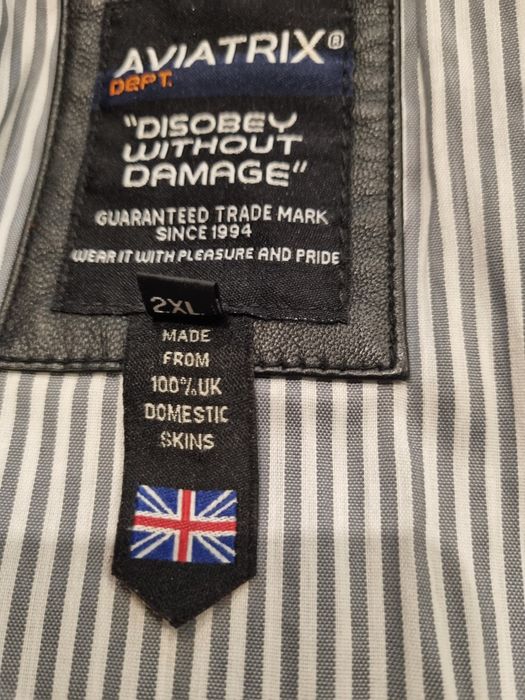 AVIATRIX®
DEPT.
"DISOBEY
WITHOUT
DAMAGE"
GUARANTEED TRADE MARK
SINCE 1994
WEAR IT WITH PLEASURE AND PRIDE
2XL
MADE
FROM
100% UK
DOMESTIC
SKINS